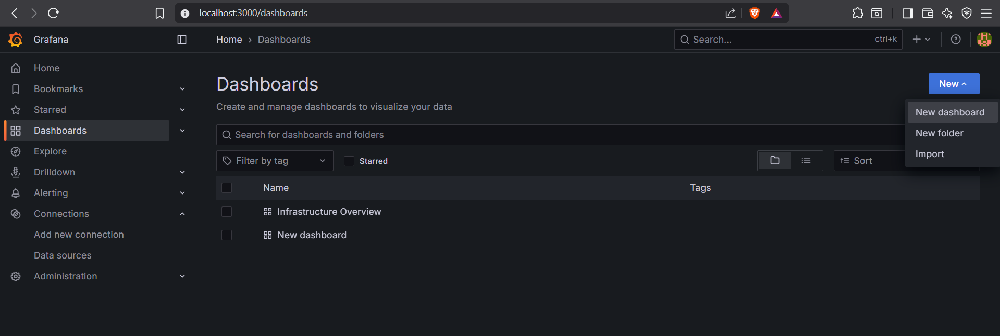 localhost:3000/dashboards
Grafana
Home › Dashboards
Search... ctrl+k
Home
Bookmarks
Starred
Dashboards
Explore
Drilldown
Alerting
Connections
Add new connection
Data sources
Administration
Dashboards
Create and manage dashboards to visualize your data
New
New dashboard
New folder
Import
Search for dashboards and folders
Filter by tag
Starred
Sort
Name Tags
Infrastructure Overview
New dashboard